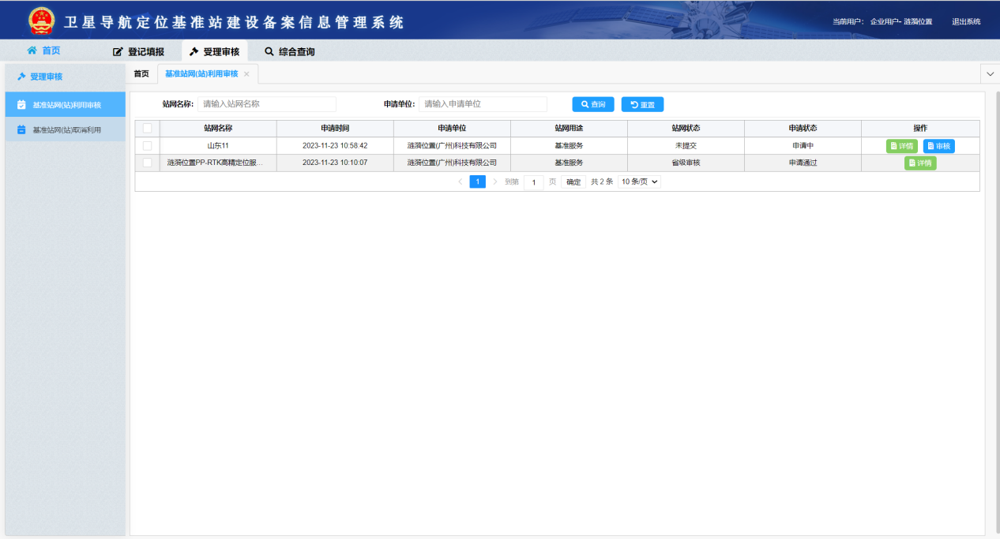 卫星导航定位基准站建设备案信息管理系统
当前用户： 企业用户- 涟漪位置 退出系统
首页 登记填报 受理审核 综合查询
受理审核
基准站网(站)利用审核
基准站网(站)取消利用
首页 基准站网(站)利用审核 ×
站网名称: 请输入站网名称 申请单位: 请输入申请单位 查询 重置
站网名称 申请时间 申请单位 站网用途 站网状态 申请状态 操作
山东11 2023-11-23 10:58:42 涟漪位置(广州)科技有限公司 基准服务 未提交 申请中 详情 审核
涟漪位置PP-RTK高精定位服... 2023-11-23 10:10:07 涟漪位置(广州)科技有限公司 基准服务 省级审核 申请通过 详情
1 到第 1 页 确定 共 2 条 10 条/页